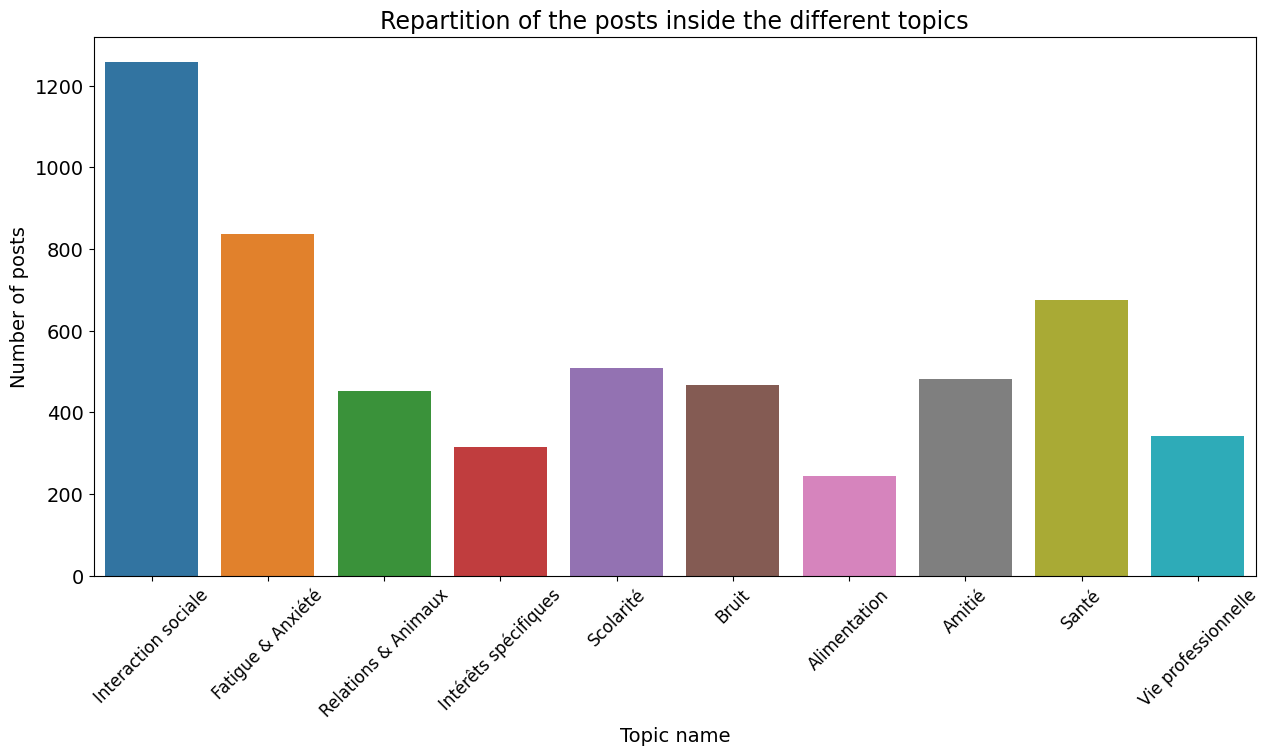 Repartition of the posts inside the different topics
Number of posts
1200
1000
800
600
400
200
0
Interaction sociale
Fatigue & Anxiété
Relations & Animaux
Intérêts spécifiques
Scolarité
Bruit
Alimentation
Amitié
Santé
Vie professionnelle
Topic name